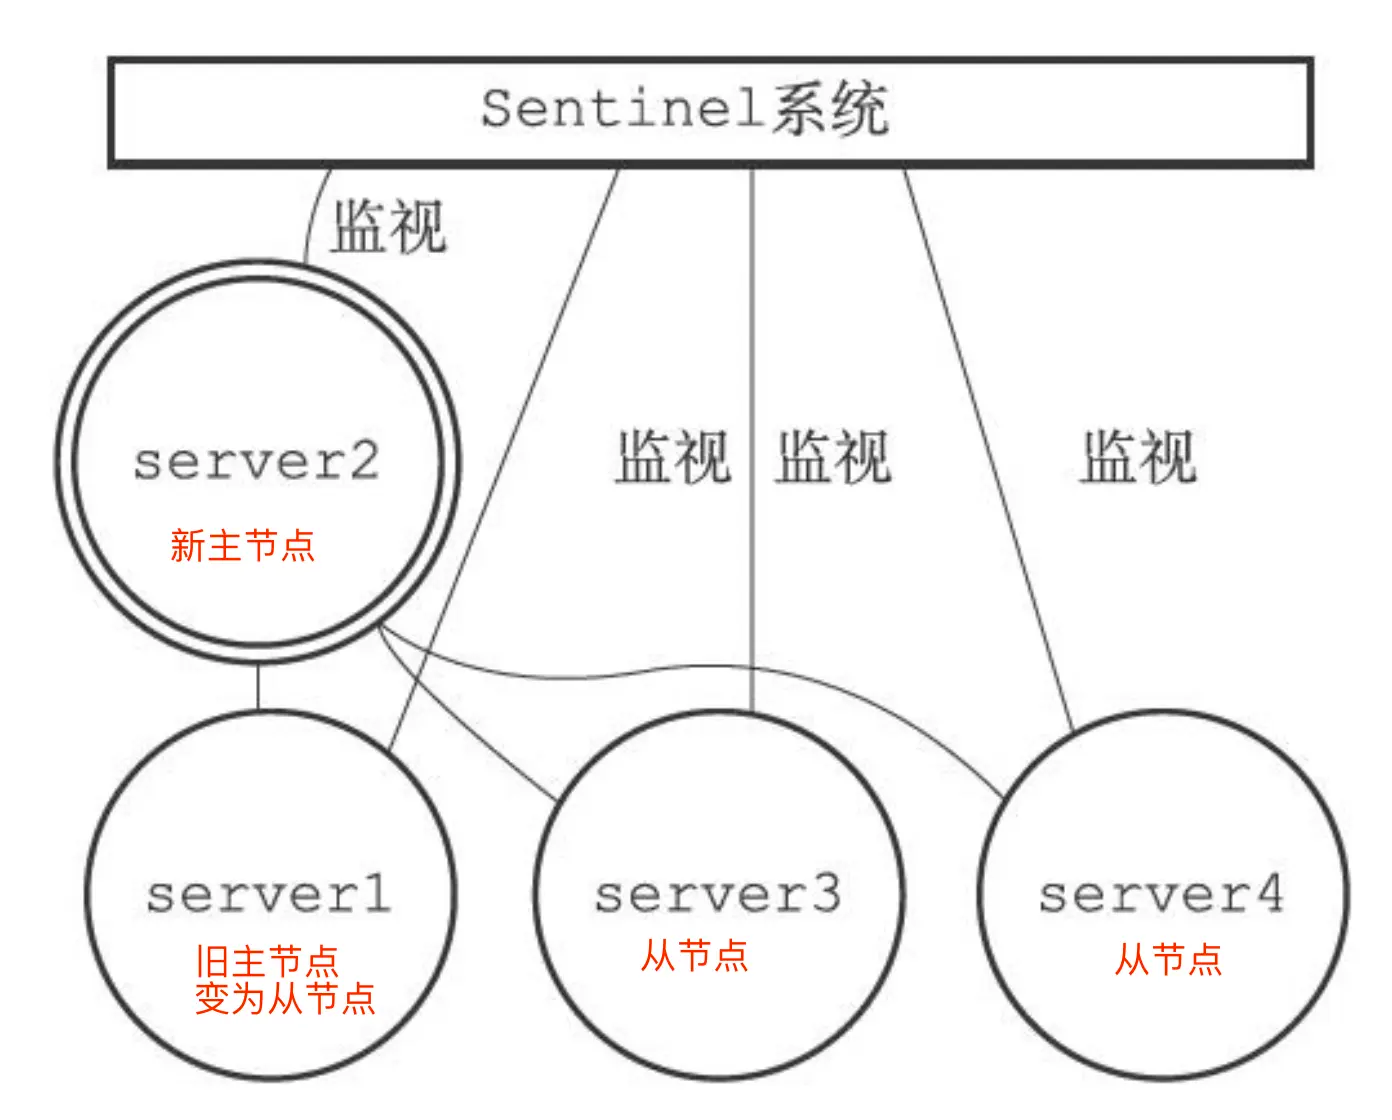 Sentinel系统
监视
server2
新主节点
监视
监视
监视
server1
旧主节点
变为从节点
server3
从节点
server4
从节点